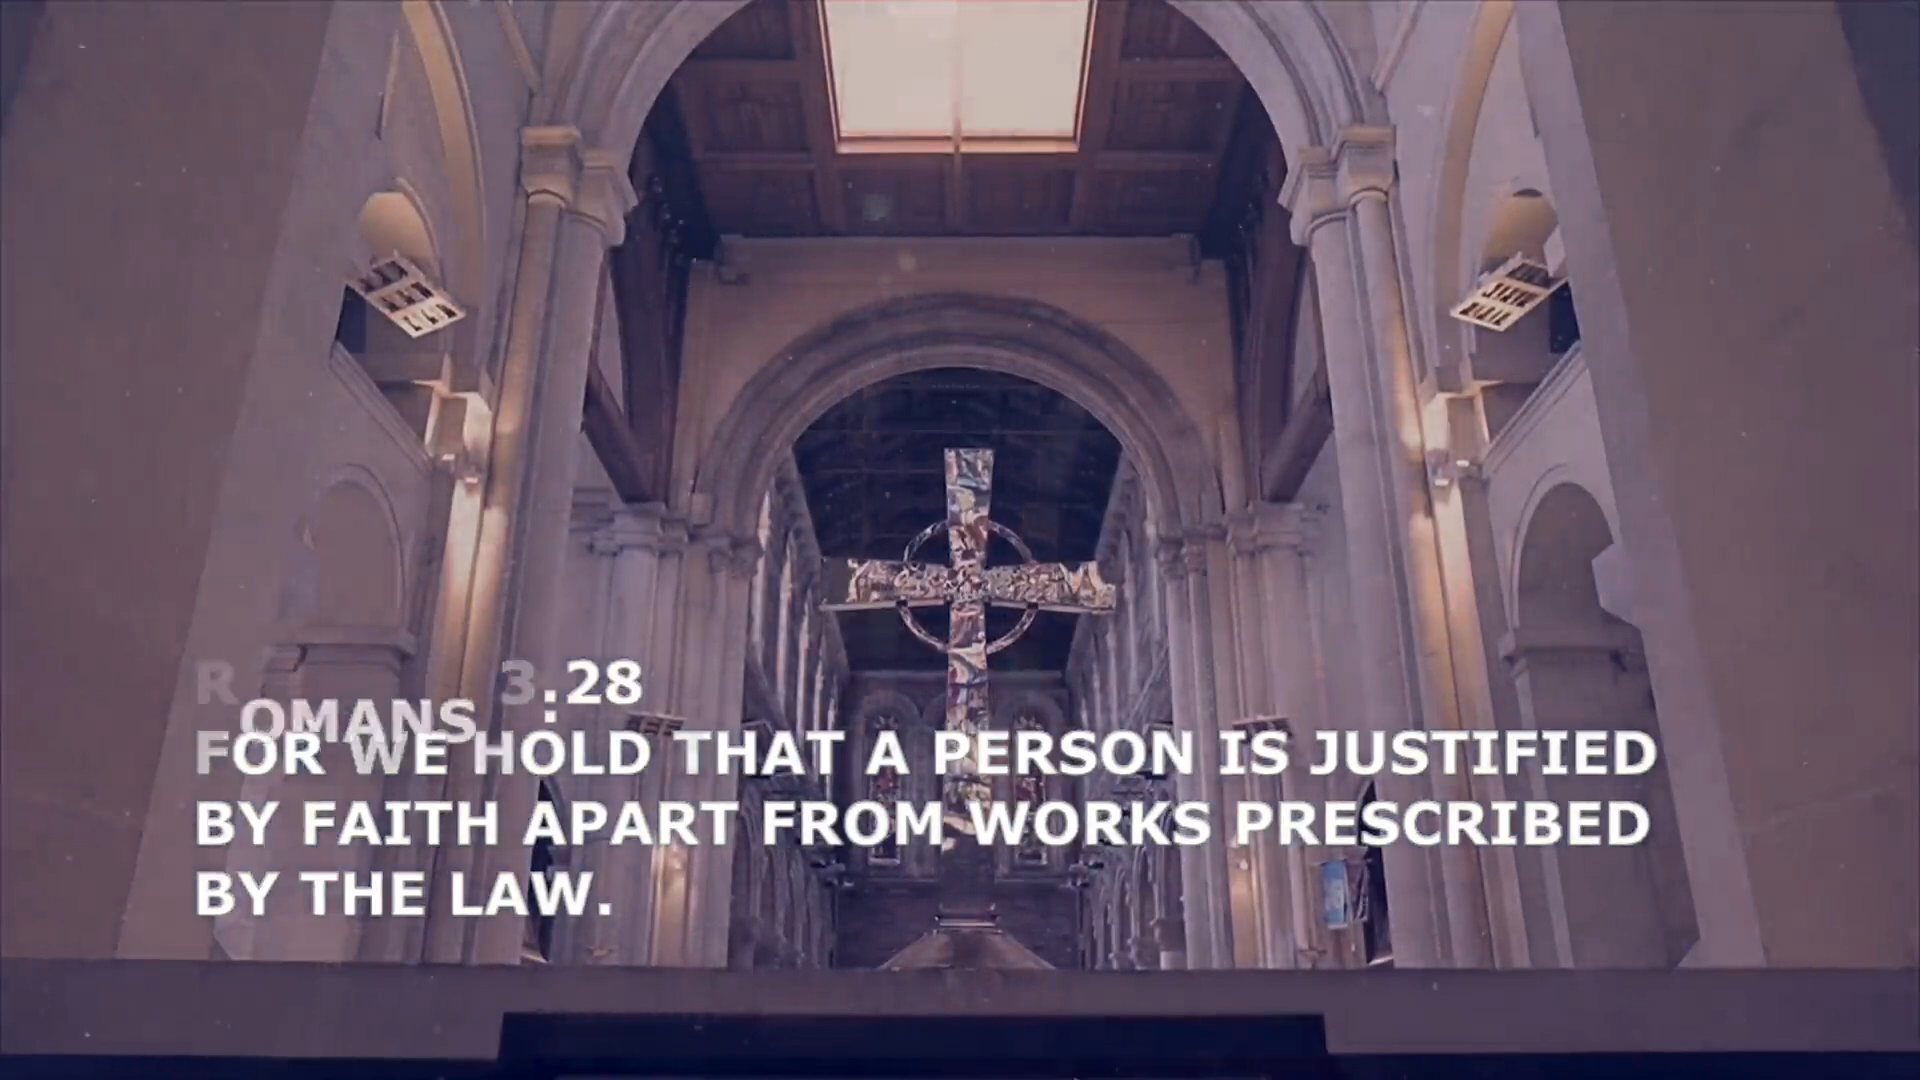 ROMANS 3:28
FOR WE HOLD THAT A PERSON IS JUSTIFIED
BY FAITH APART FROM WORKS PRESCRIBED
BY THE LAW.